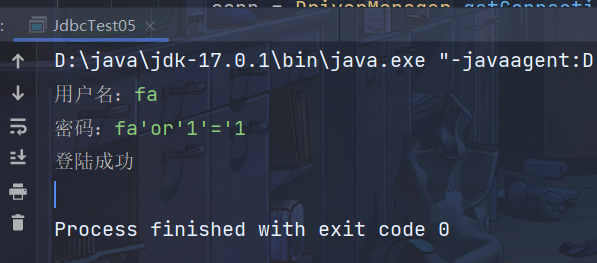 conn = DriverManager.getConnecti
: JdbcTest05
D:\java\jdk-17.0.1\bin\java.exe "-javaagent:D
用户名：fa
密码：fa'or'1'='1
登陆成功
Process finished with exit code 0